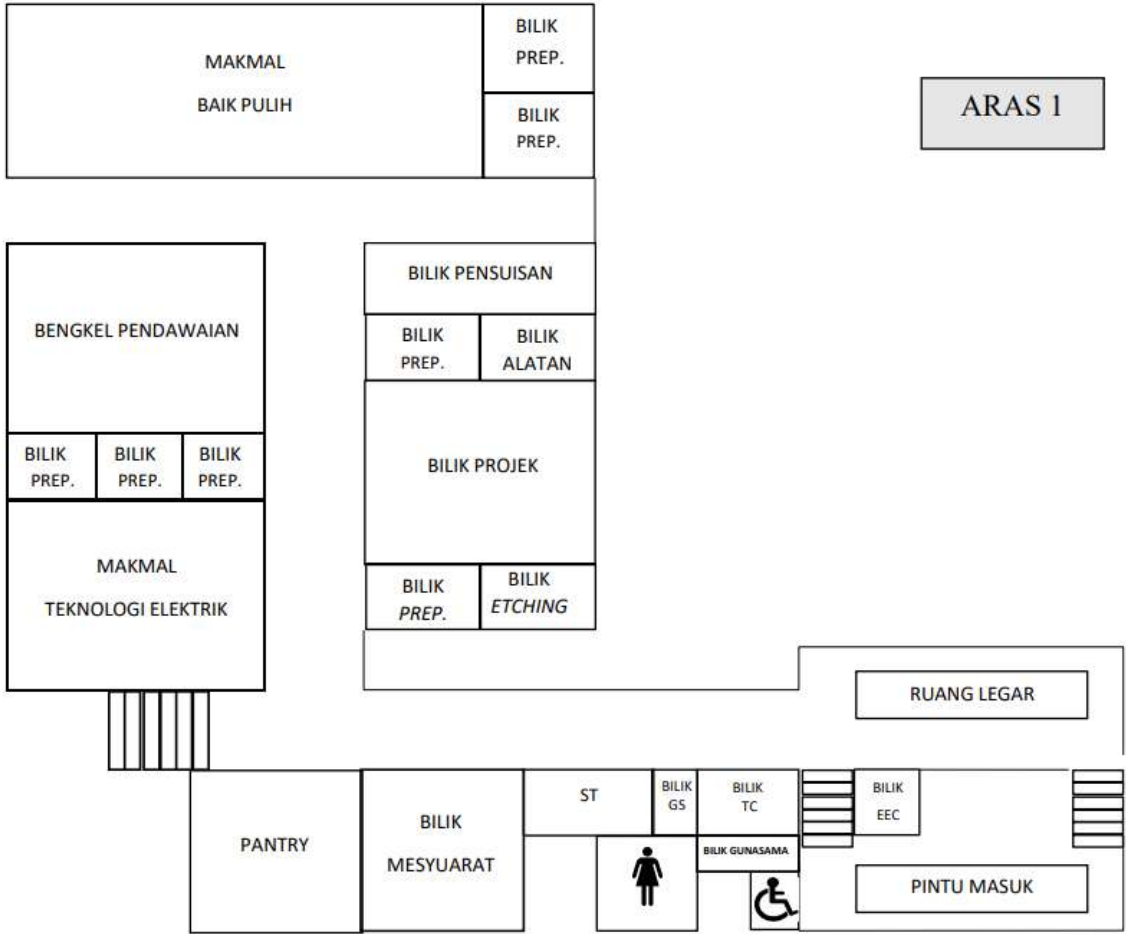 MAKMAL
BAIK PULIH
BILIK
PREP.
BILIK
PREP.
ARAS 1
BENGKEL PENDAWAIAN
BILIK PENSUISAN
BILIK
PREP.
BILIK
ALATAN
BILIK
PREP.
BILIK
PREP.
BILIK
PREP.
BILIK PROJEK
MAKMAL
TEKNOLOGI ELEKTRIK
BILIK
PREP.
BILIK
ETCHING
RUANG LEGAR
PANTRY
BILIK
MESYUARAT
ST
BILIK
GS
BILIK
TC
BILIK GUNASAMA
BILIK
EEC
PINTU MASUK